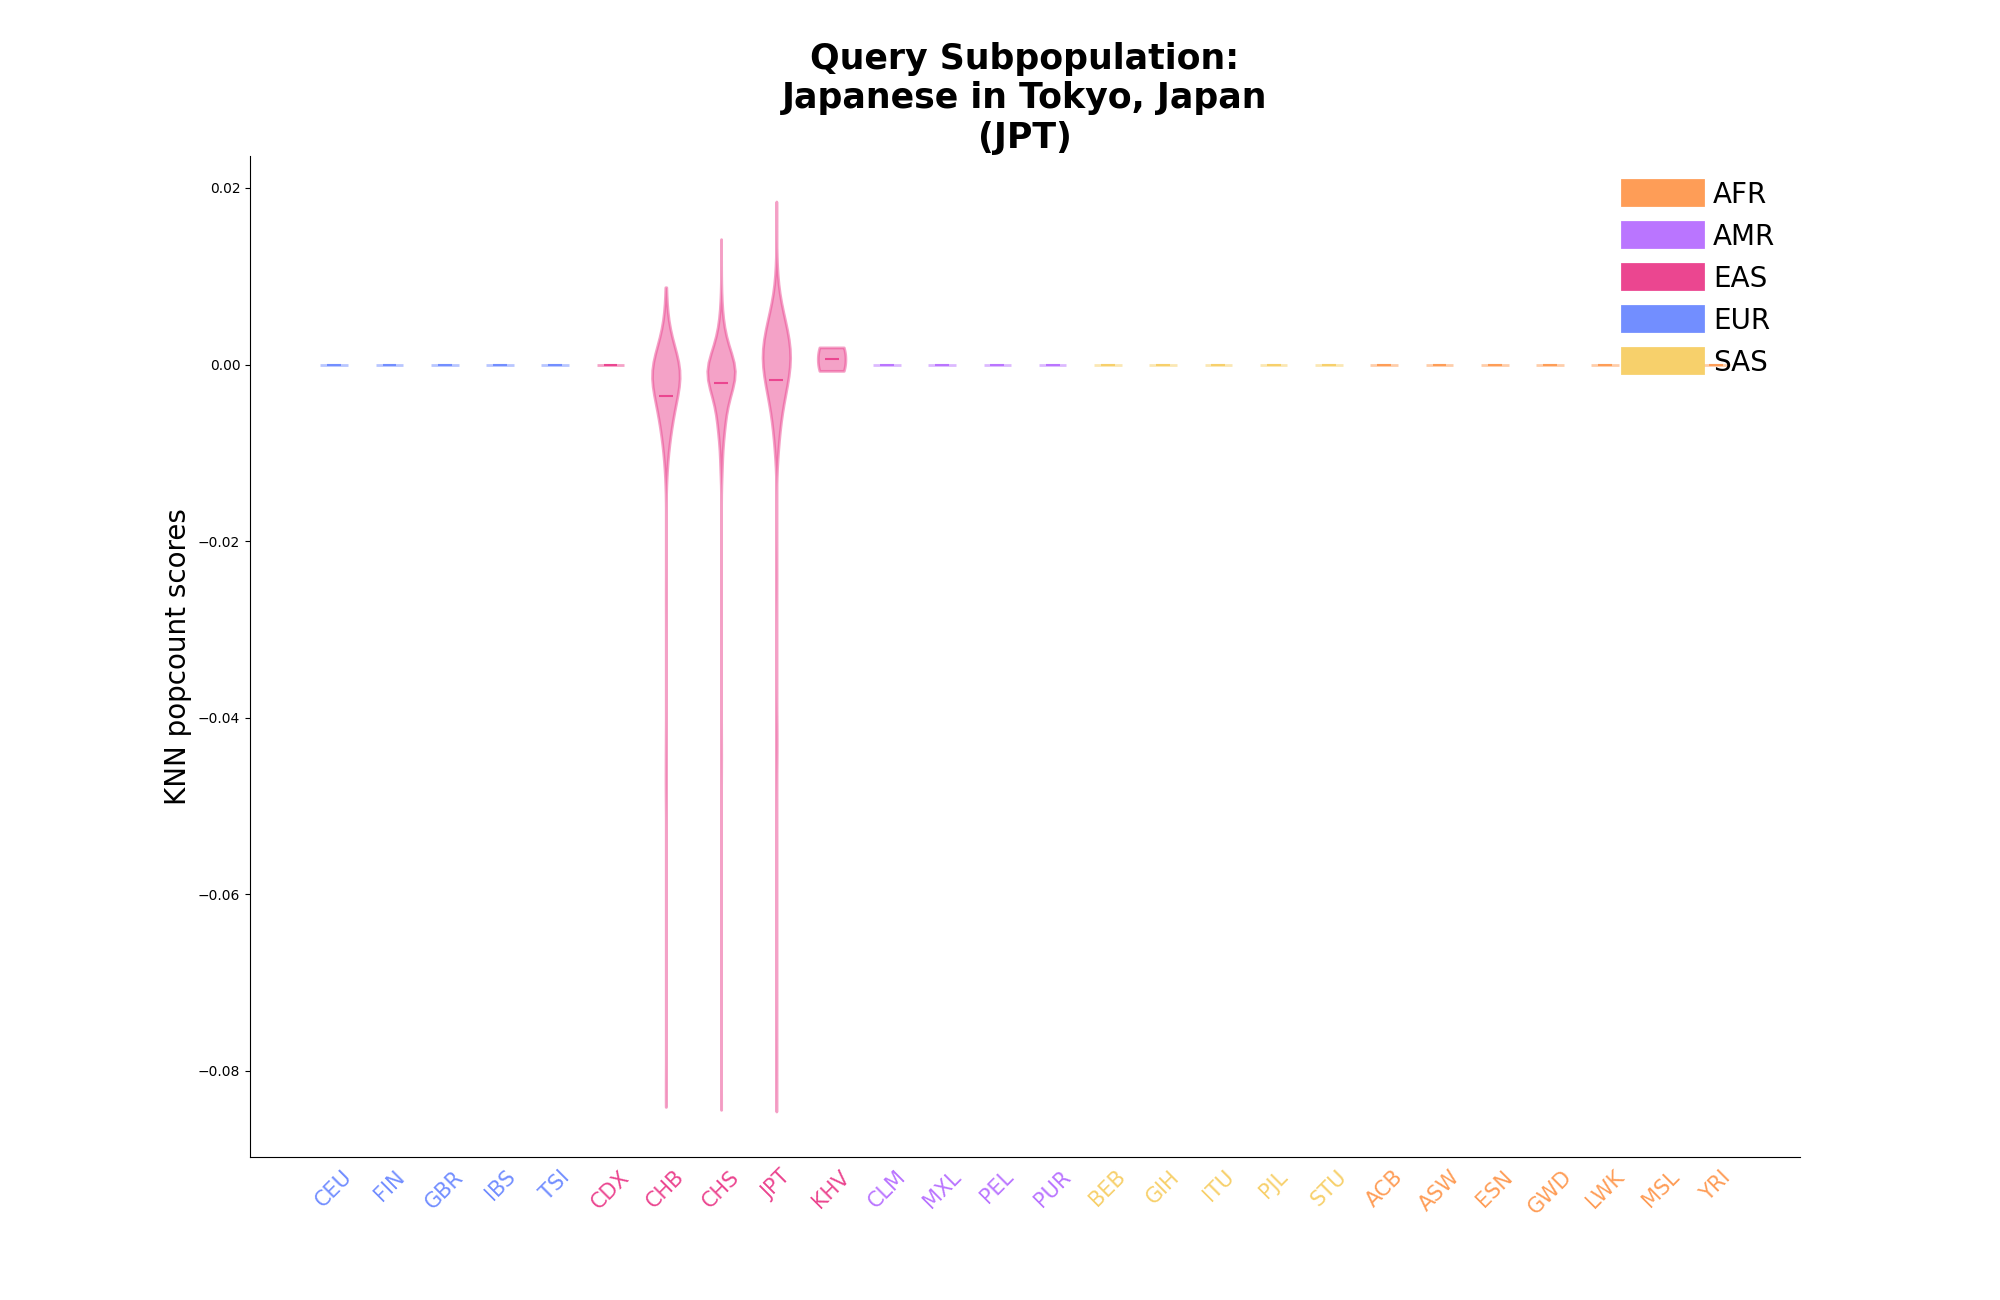 Query Subpopulation:
Japanese in Tokyo, Japan
(JPT)
KNN popcount scores
0.02
0.00
−0.02
−0.04
−0.06
−0.08
AFR
AMR
EAS
EUR
SAS
CEU FIN GBR IBS TSI CDX CHB CHS JPT KHV CLM MXL PEL PUR BEB GIH ITU PJL STU ACB ASW ESN GWD LWK MSL YRI